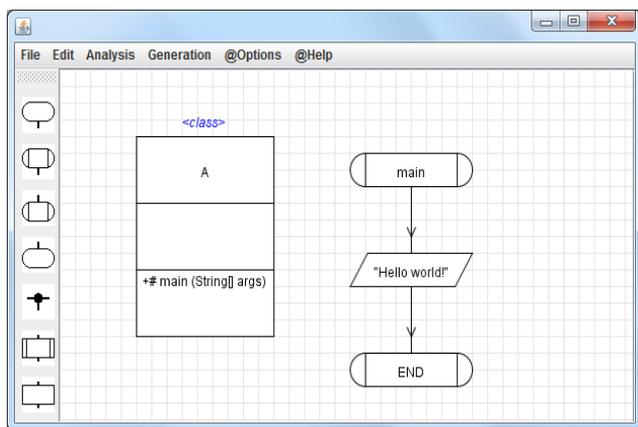 File Edit Analysis Generation @Options @Help
<class>
A
+# main (String[] args)
main
"Hello world!"
END